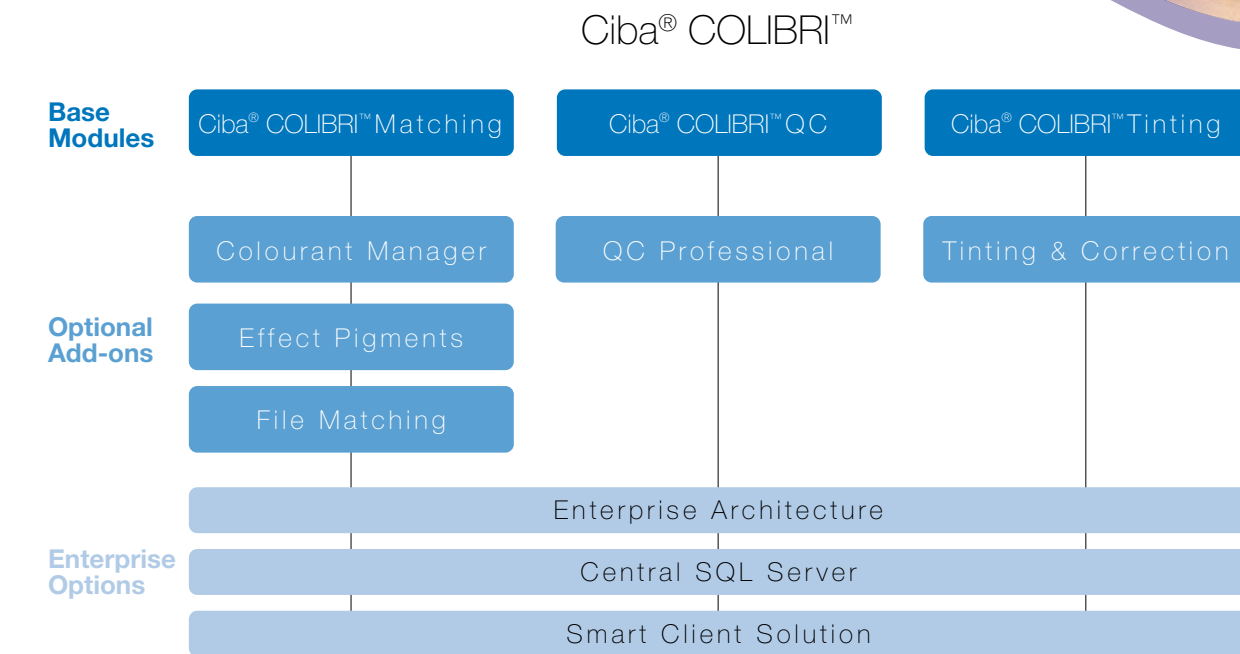 Ciba® COLIBRI™
Base
Modules
Ciba® COLIBRI™ Matching
Ciba® COLIBRI™ QC
Ciba® COLIBRI™ Tinting
Colourant Manager
QC Professional
Tinting & Correction
Optional
Add-ons
Effect Pigments
File Matching
Enterprise Architecture
Enterprise
Options
Central SQL Server
Smart Client Solution